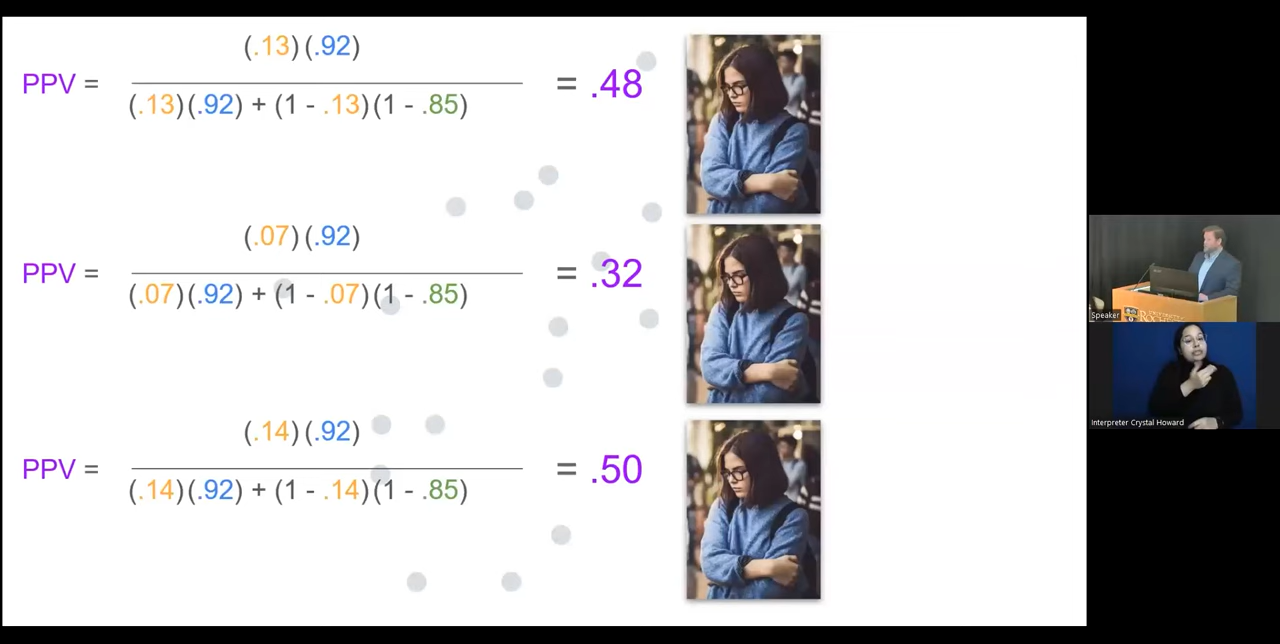 (.13)(.92)
PPV = = .48
(.13)(.92) + (1 - .13)(1 - .85)
(.07)(.92)
PPV = = .32
(.07)(.92) + (1 - .07)(1 - .85)
(.14)(.92)
PPV = = .50
(.14)(.92) + (1 - .14)(1 - .85)
Speaker
Interpreter Crystal Howard